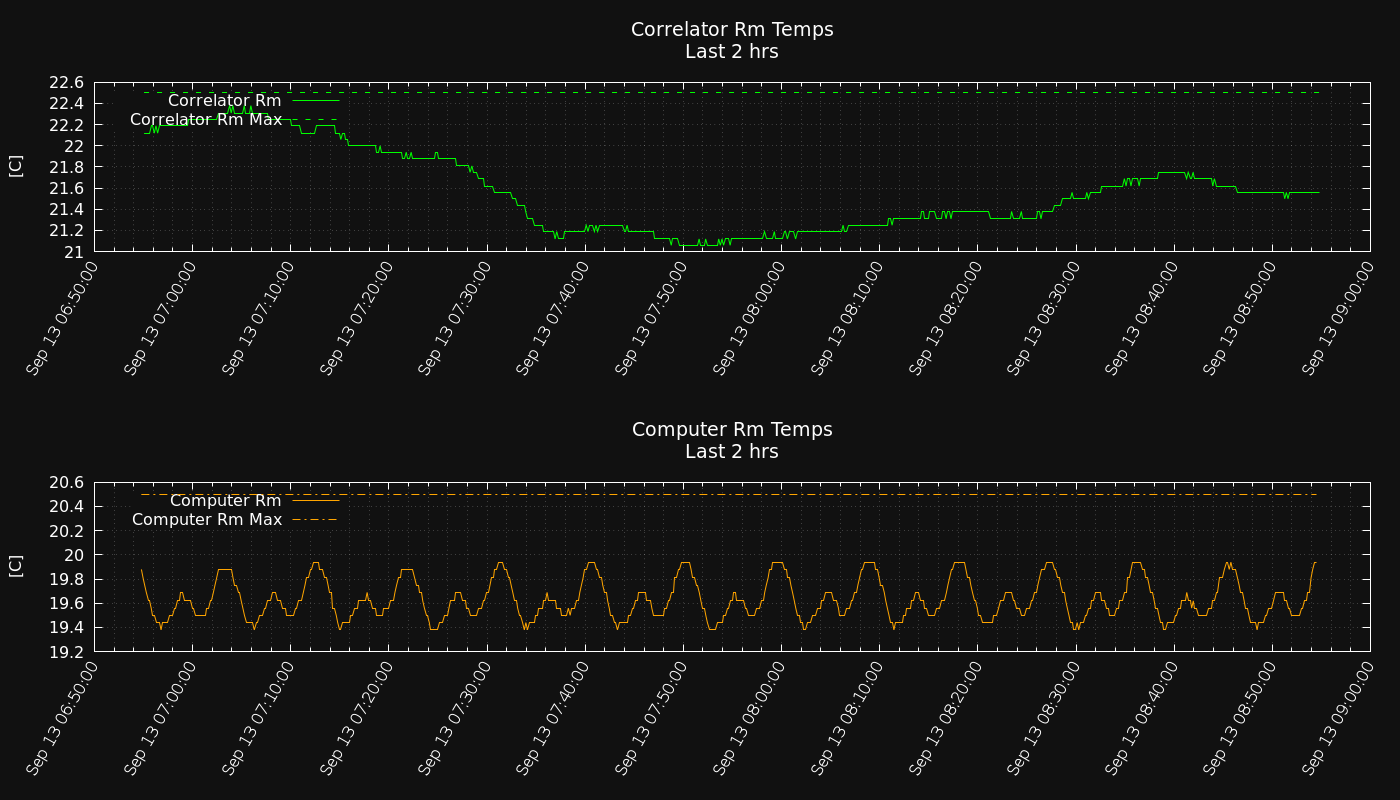 Correlator Rm Temps
Last 2 hrs
22.6
22.4
22.2
22
21.8
21.6
21.4
21.2
21
[C]
Correlator Rm
Correlator Rm Max
Sep 13 06:50:00
Sep 13 07:00:00
Sep 13 07:10:00
Sep 13 07:20:00
Sep 13 07:30:00
Sep 13 07:40:00
Sep 13 07:50:00
Sep 13 08:00:00
Sep 13 08:10:00
Sep 13 08:20:00
Sep 13 08:30:00
Sep 13 08:40:00
Sep 13 08:50:00
Sep 13 09:00:00
Computer Rm Temps
Last 2 hrs
20.6
20.4
20.2
20
19.8
19.6
19.4
19.2
[C]
Computer Rm
Computer Rm Max
Sep 13 06:50:00
Sep 13 07:00:00
Sep 13 07:10:00
Sep 13 07:20:00
Sep 13 07:30:00
Sep 13 07:40:00
Sep 13 07:50:00
Sep 13 08:00:00
Sep 13 08:10:00
Sep 13 08:20:00
Sep 13 08:30:00
Sep 13 08:40:00
Sep 13 08:50:00
Sep 13 09:00:00